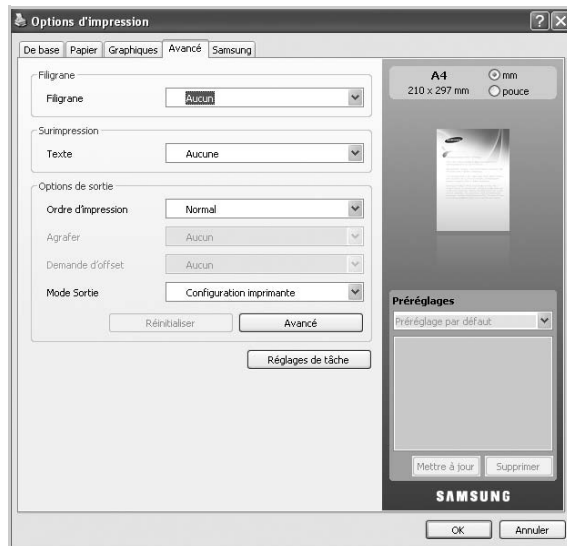 Options d'impression
De base Papier Graphiques Avancé Samsung
Filigrane
Filigrane Aucun
Surimpression
Texte Aucune
Options de sortie
Ordre d'impression Normal
Agrafer Aucun
Demande d'offset Aucun
Mode Sortie Configuration imprimante
Réinitialiser Avancé
Réglages de tâche
A4
210 x 297 mm
mm
pouce
Préréglages
Préréglage par défaut
Mettre à jour Supprimer
SAMSUNG
OK Annuler